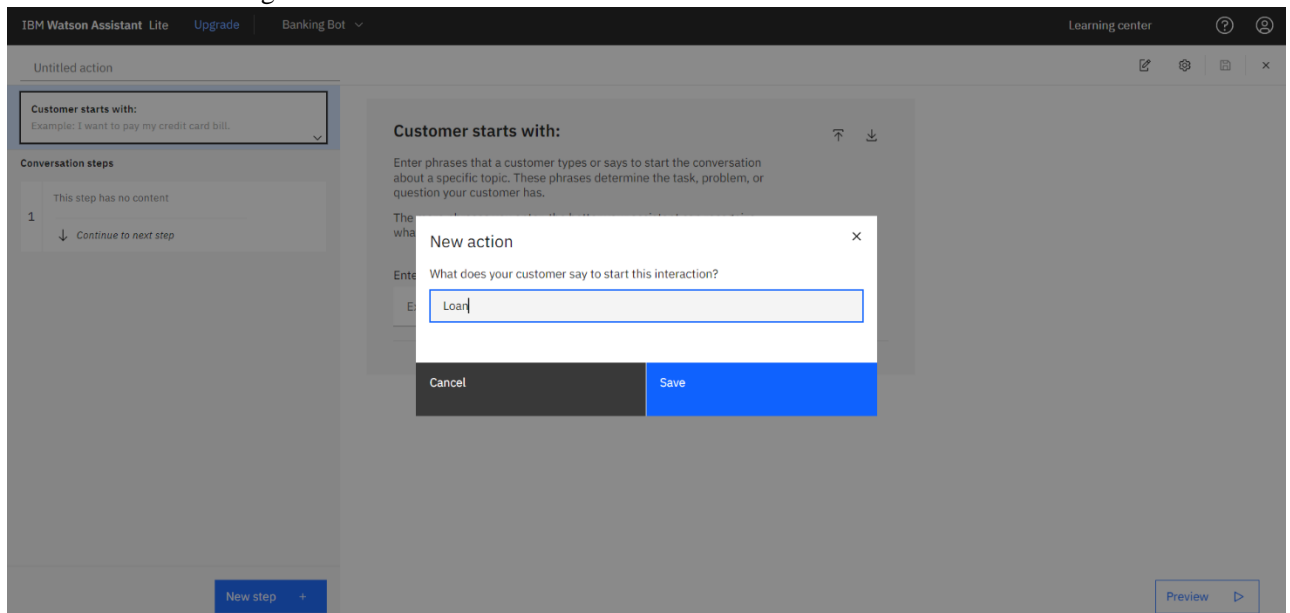 IBM Watson Assistant Lite Upgrade Banking Bot Learning center
Untitled action
Customer starts with:
Example: I want to pay my credit card bill.
Conversation steps
1
This step has no content
Continue to next step
New step +
Customer starts with:
Enter phrases that a customer types or says to start the conversation
about a specific topic. These phrases determine the task, problem, or
question your customer has.
The
wha
Ente
New action
What does your customer say to start this interaction?
Loan
Cancel
Save
Preview